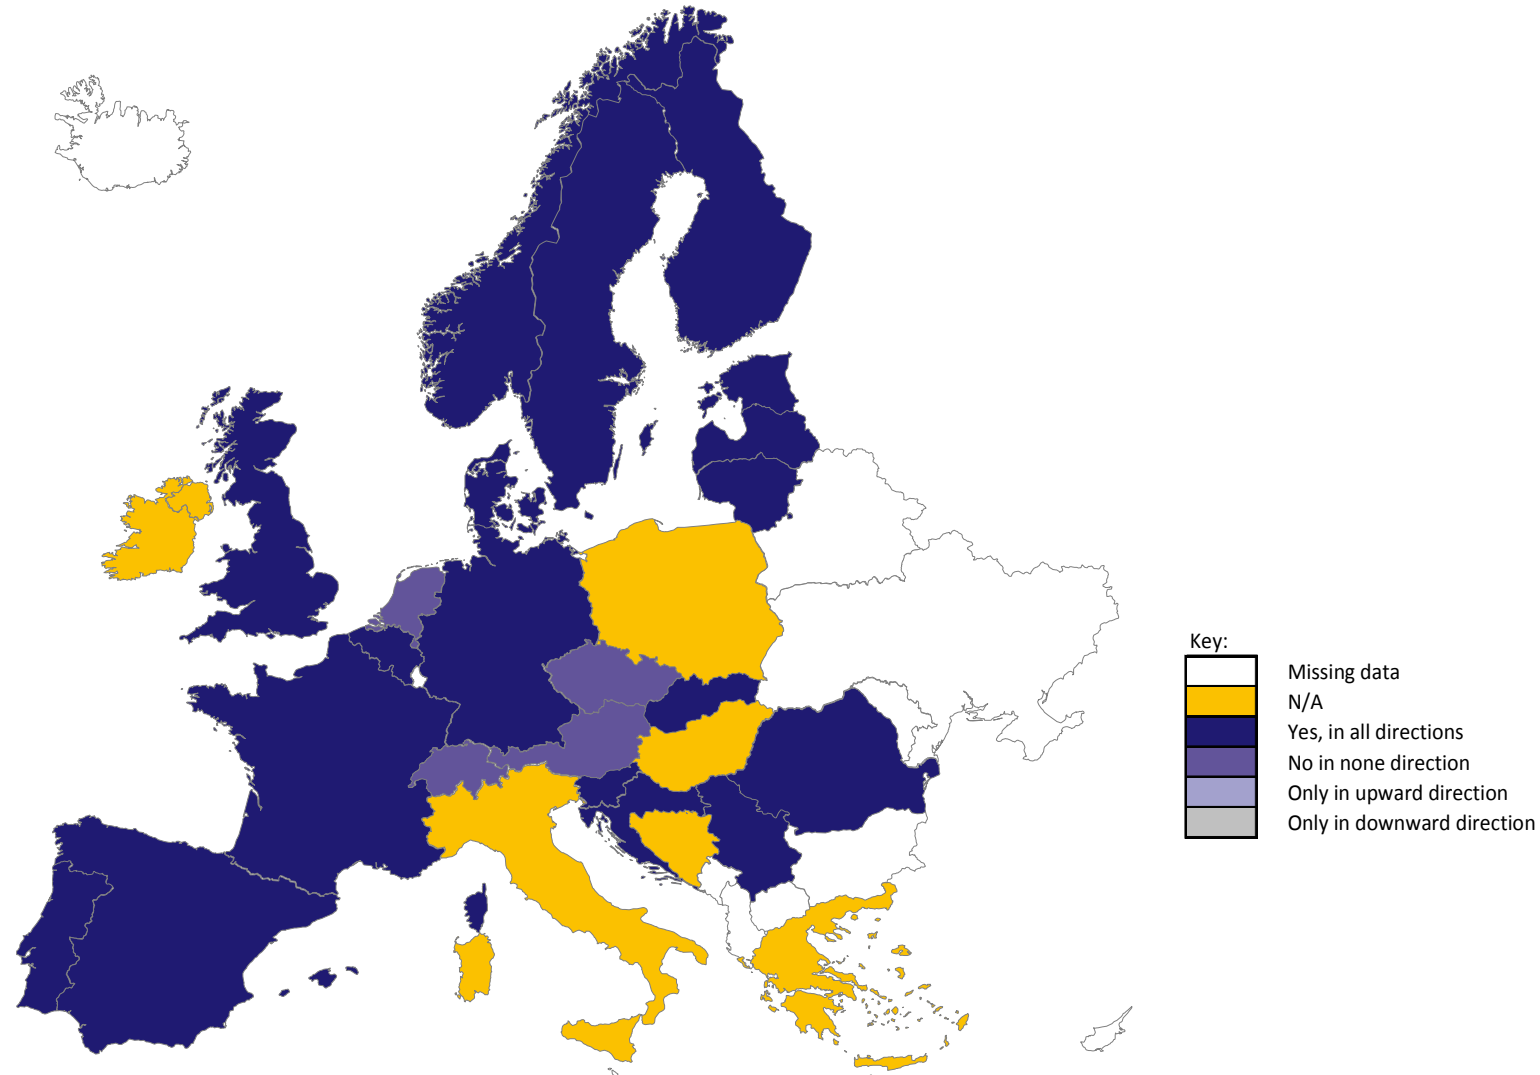 Key:
Missing data
N/A
Yes, in all directions
No in none direction
Only in upward direction
Only in downward direction